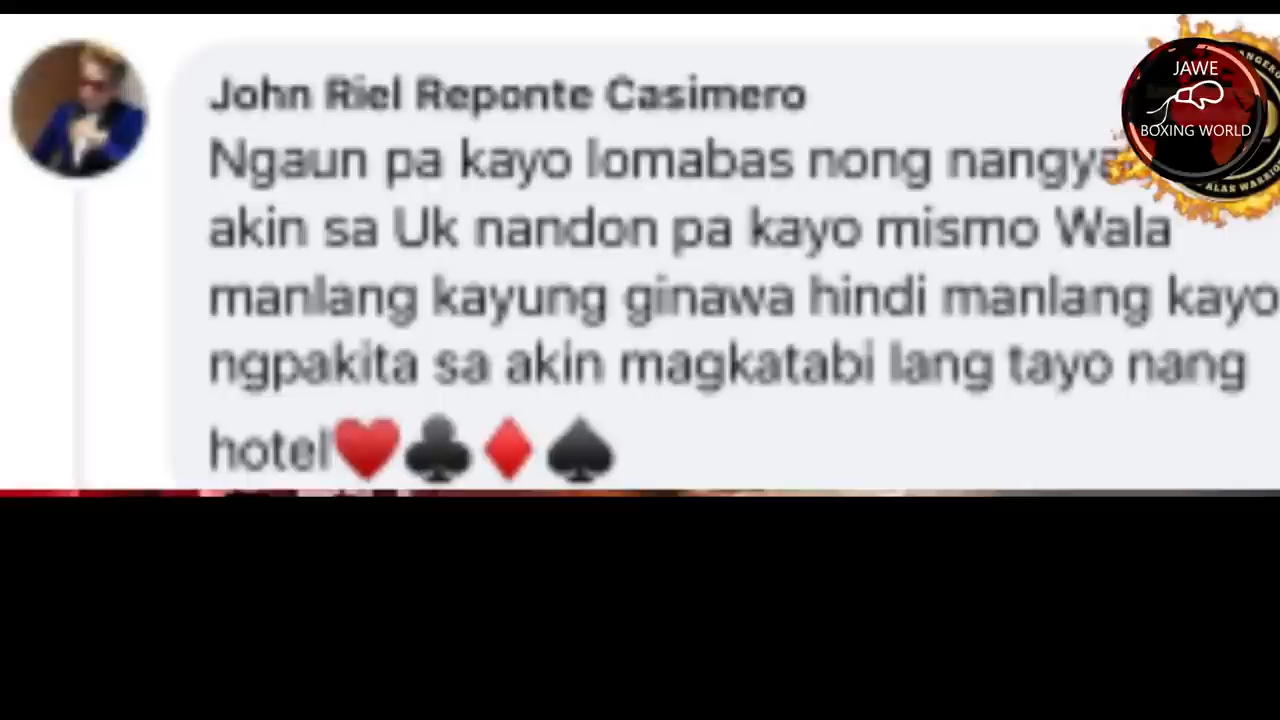 John Riel Reponte Casimero
Ngaun pa kayo lomabas nong
akin sa Uk nandon pa kayo mismo Wala
manlang kayung ginawa hindi manlang kayo
ngpakita sa akin magkatabi lang tayo nang
hotel♥️♣️♦️♠️
JAWE
BOXING WORLD